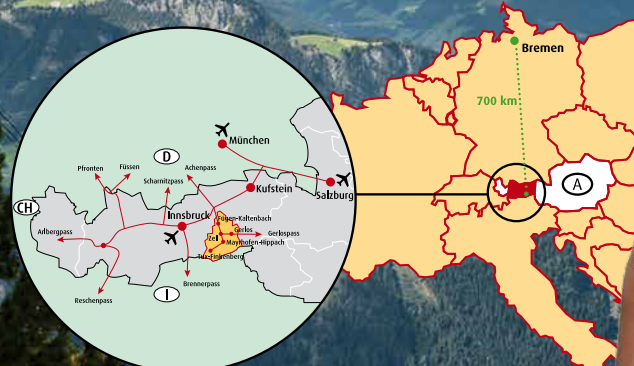 Bremen
700 km
A
D
München
Pfronten
Füssen
Scharnitzpass
Achenpass
Kufstein
Salzburg
CH
Innsbruck
Arlbergpass
Fügen-Kaltenbach
Gerlos
Gerlospass
Zell
Mayrhofen-Hippach
Tux-Finkenberg
Brennerpass
I
Reschenpass